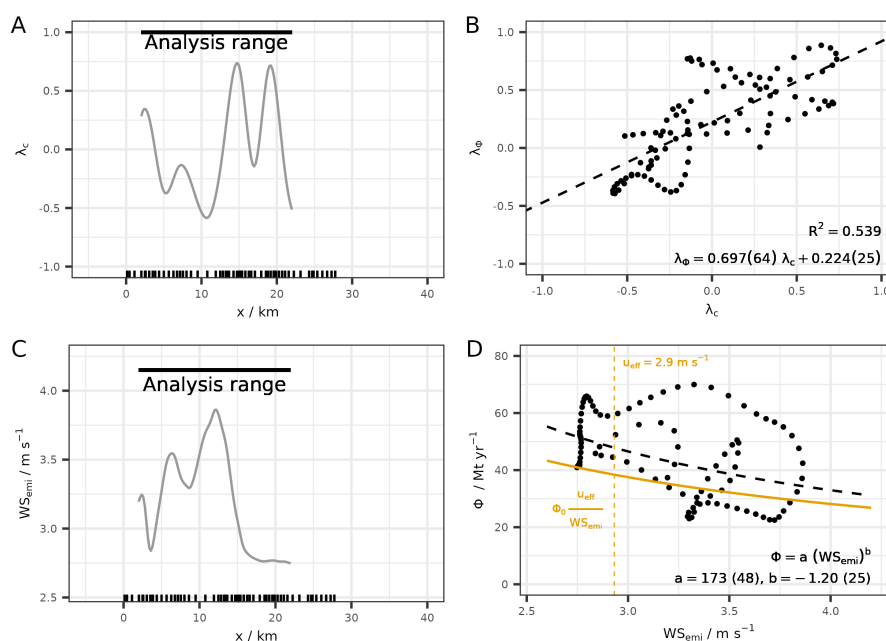 A
1.0
0.5
0.0
-0.5
-1.0
λc
Analysis range
0
10
20
30
40
x / km
B
1.0
0.5
0.0
-0.5
-1.0
λΦ
R² = 0.539
λΦ = 0.697(64) λc + 0.224(25)
-1.0
-0.5
0.0
0.5
1.0
λc
C
4.0
3.5
3.0
2.5
WSemi / m s⁻¹
Analysis range
0
10
20
30
40
x / km
D
80
60
40
20
0
Φ / Mt yr⁻¹
ueff = 2.9 m s⁻¹
Φ0 ueff
WSemi
Φ = a (WSemi)ᵇ
a = 173 (48), b = −1.20 (25)
2.5
3.0
3.5
4.0
WSemi / m s⁻¹